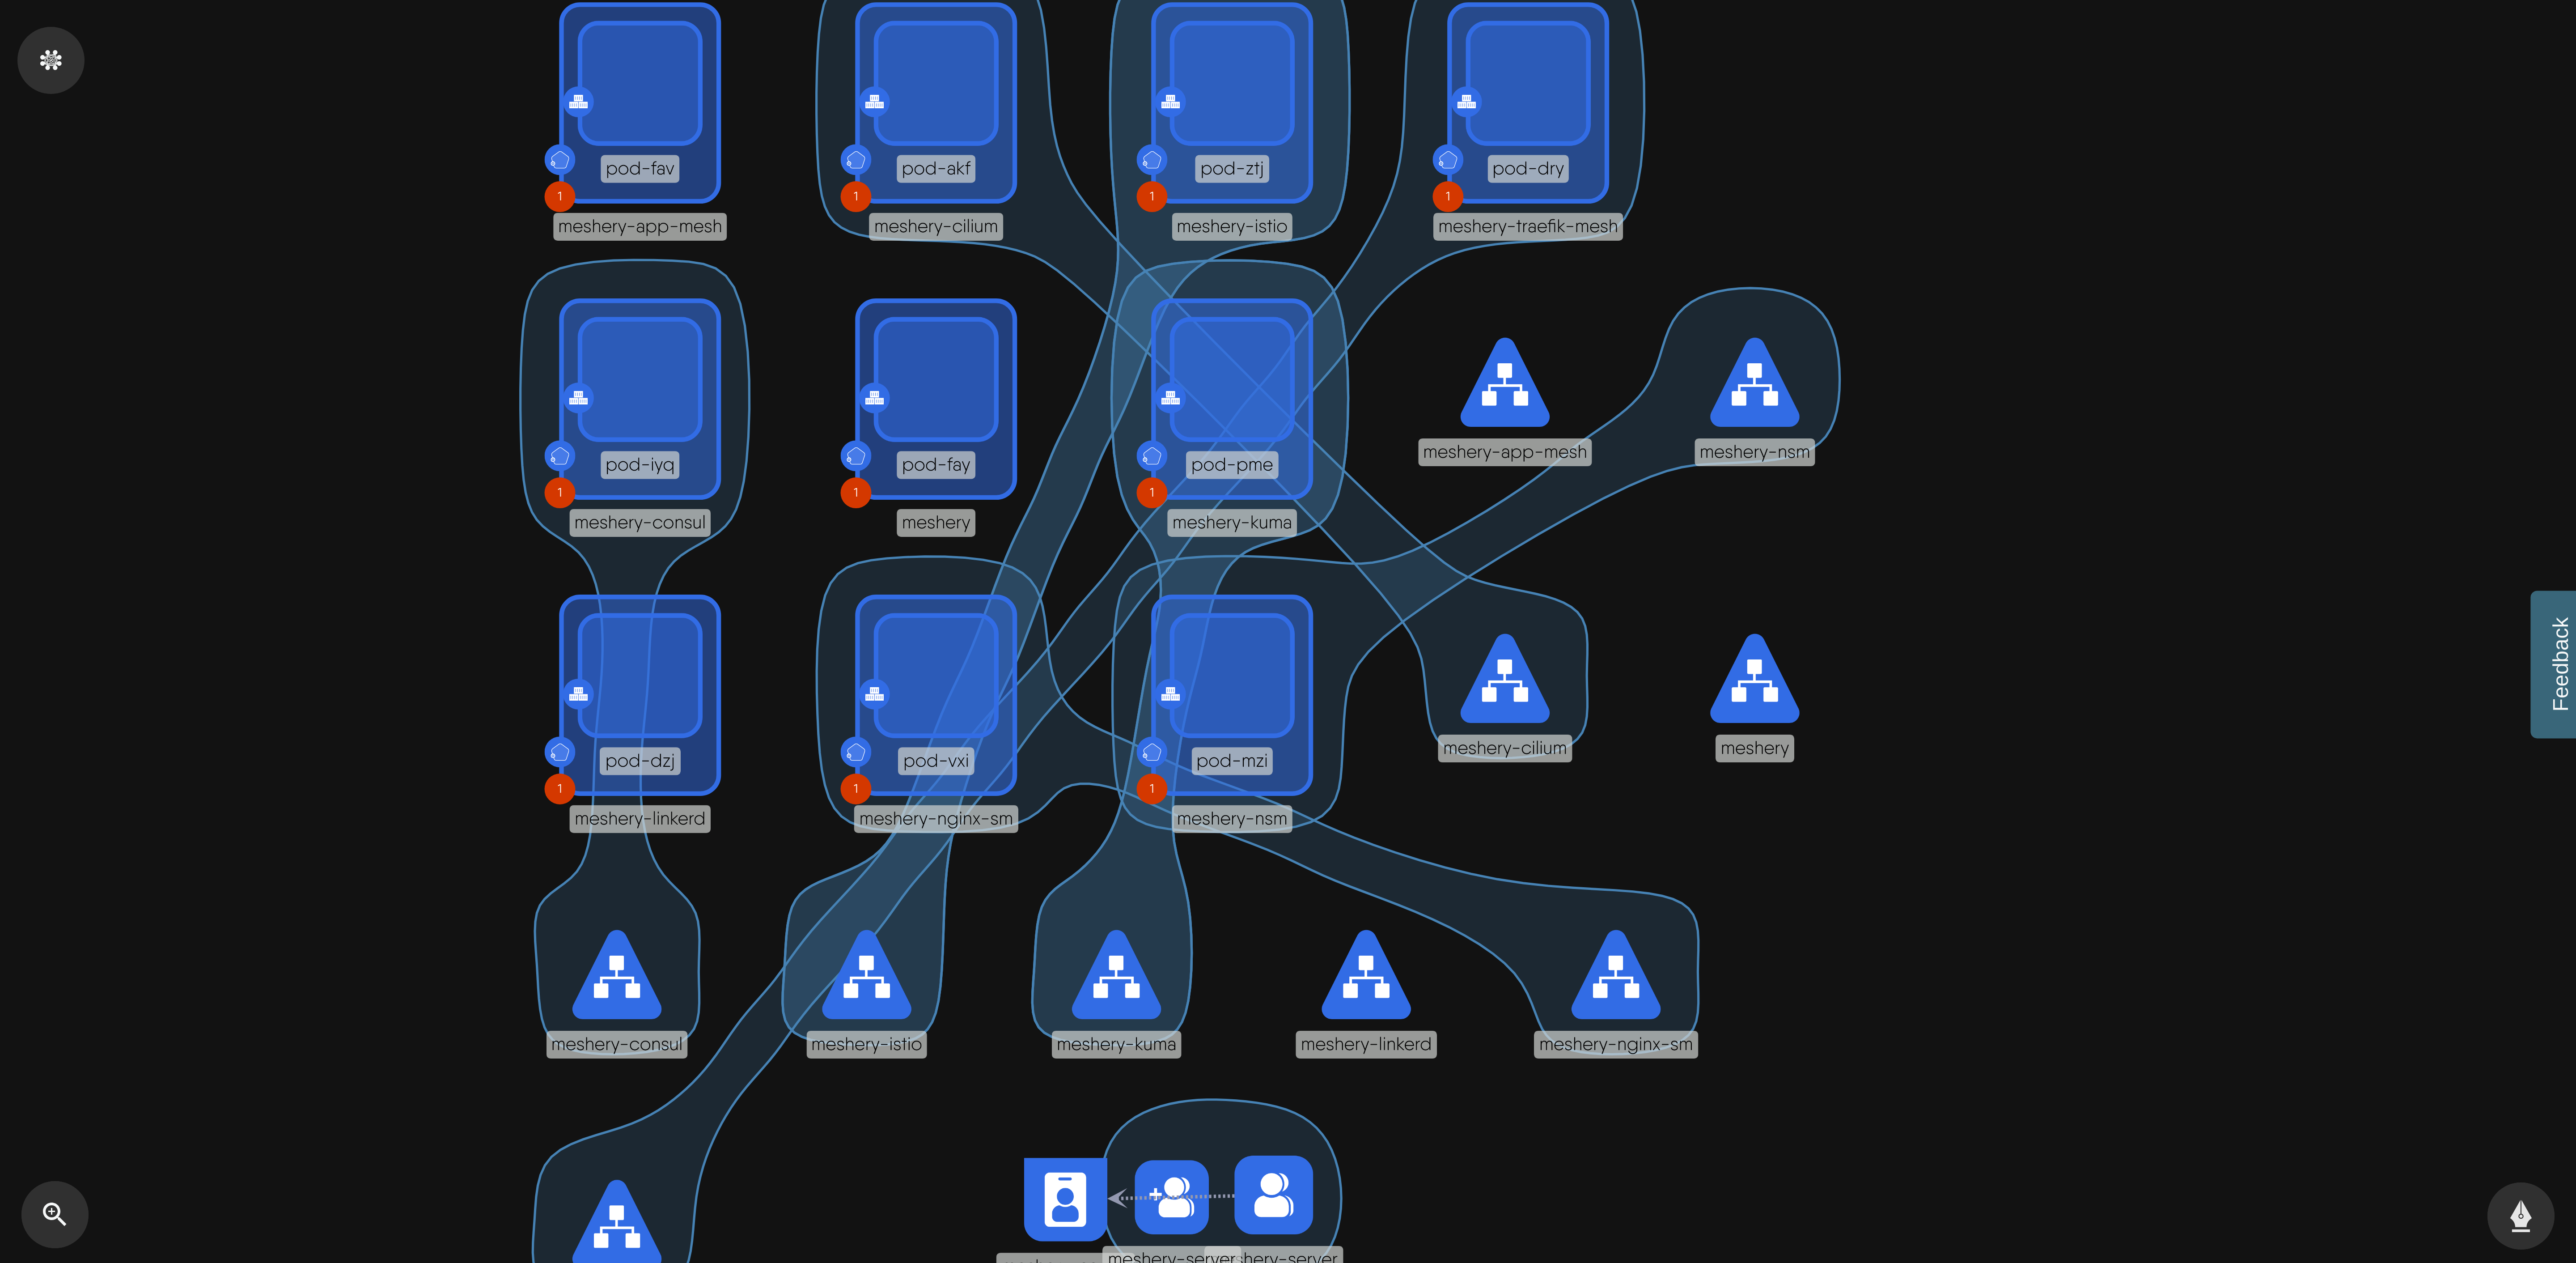 pod-fav
1
meshery-app-mesh
pod-akf
1
meshery-cilium
pod-ztj
1
meshery-istio
pod-dry
1
meshery-traefik-mesh
pod-iyq
1
meshery-consul
pod-fay
1
meshery
pod-pme
1
meshery-kuma
meshery-app-mesh
meshery-nsm
pod-dzj
1
meshery-linkerd
pod-vxi
1
meshery-nginx-sm
pod-mzi
1
meshery-nsm
meshery-cilium
meshery
Feedback
meshery-consul
meshery-istio
meshery-kuma
meshery-linkerd
meshery-nginx-sm
meshery-server